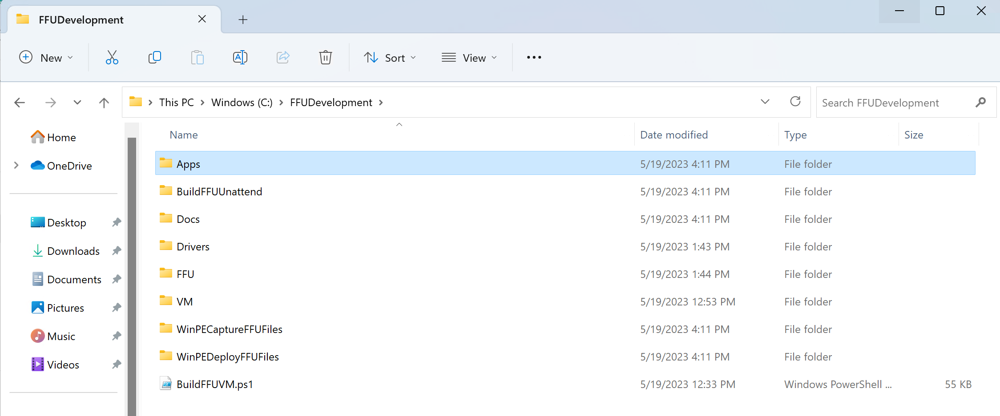 FFUDevelopment
New
Sort
View
This PC > Windows (C:) > FFUDevelopment >
Search FFUDevelopment
Home
OneDrive
Desktop
Downloads
Documents
Pictures
Music
Videos
Name Date modified Type Size
Apps 5/19/2023 4:11 PM File folder
BuildFFUUnattend 5/19/2023 4:11 PM File folder
Docs 5/19/2023 4:11 PM File folder
Drivers 5/19/2023 1:43 PM File folder
FFU 5/19/2023 1:44 PM File folder
VM 5/19/2023 12:53 PM File folder
WinPECaptureFFUFiles 5/19/2023 4:11 PM File folder
WinPEDeployFFUFiles 5/19/2023 4:11 PM File folder
BuildFFUVM.ps1 5/19/2023 12:33 PM Windows PowerShell ... 55 KB